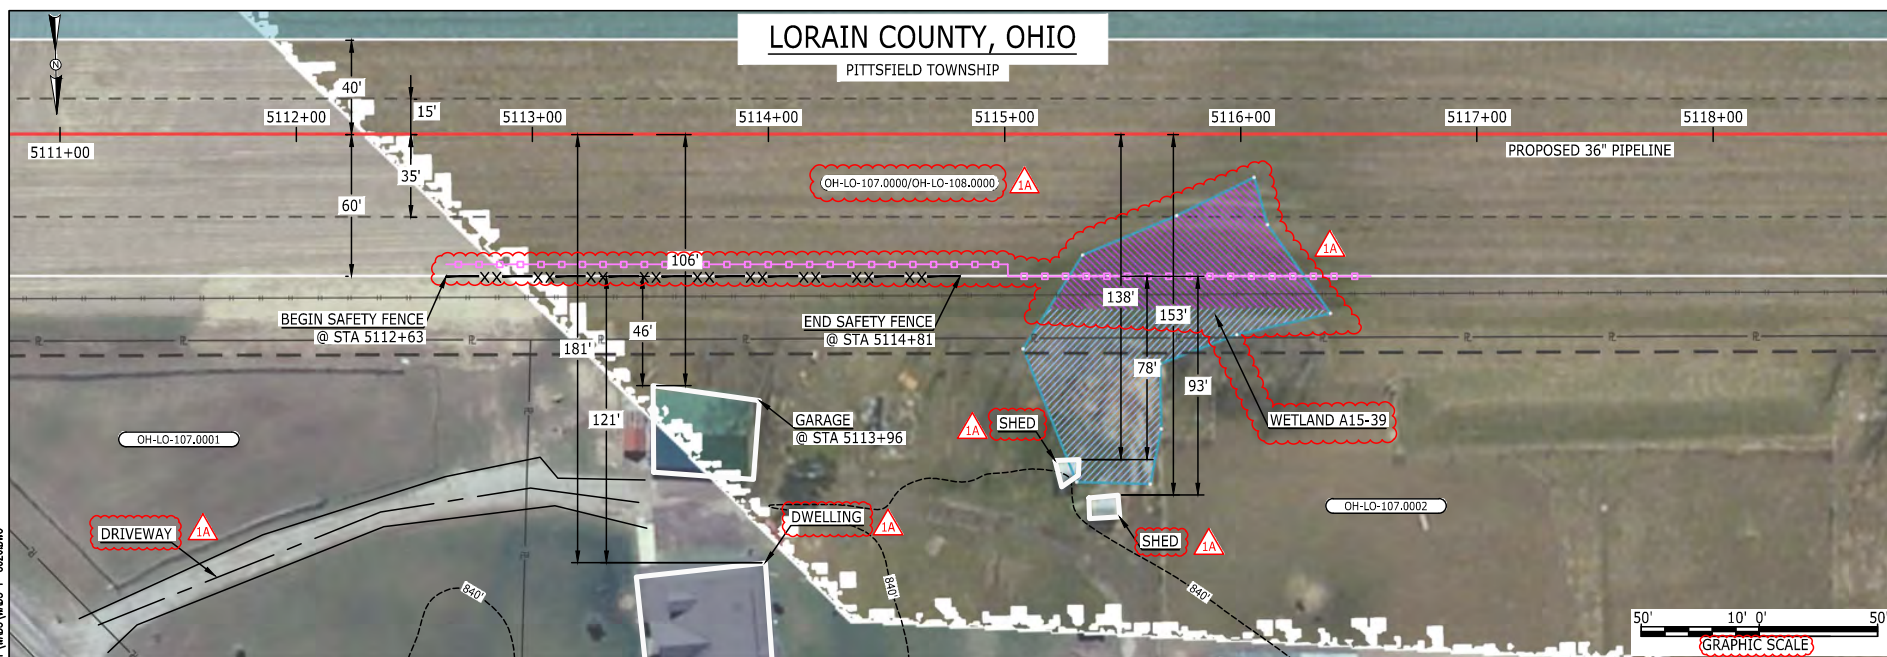 LORAIN COUNTY, OHIO
PITTSFIELD TOWNSHIP
N
40'
15'
5111+00
5112+00
5113+00
5114+00
5115+00
5116+00
5117+00
5118+00
PROPOSED 36" PIPELINE
35'
60'
OH-LO-107.0000/OH-LO-108.0000
1A
1A
106'
138'
153'
BEGIN SAFETY FENCE
@ STA 5112+63
46'
181'
END SAFETY FENCE
@ STA 5114+81
78'
93'
121'
GARAGE
@ STA 5113+96
1A
SHED
WETLAND A15-39
OH-LO-107.0001
OH-LO-107.0002
DRIVEWAY
1A
DWELLING
1A
SHED
1A
840'
840'
840'
50'
10'
0'
50'
GRAPHIC SCALE